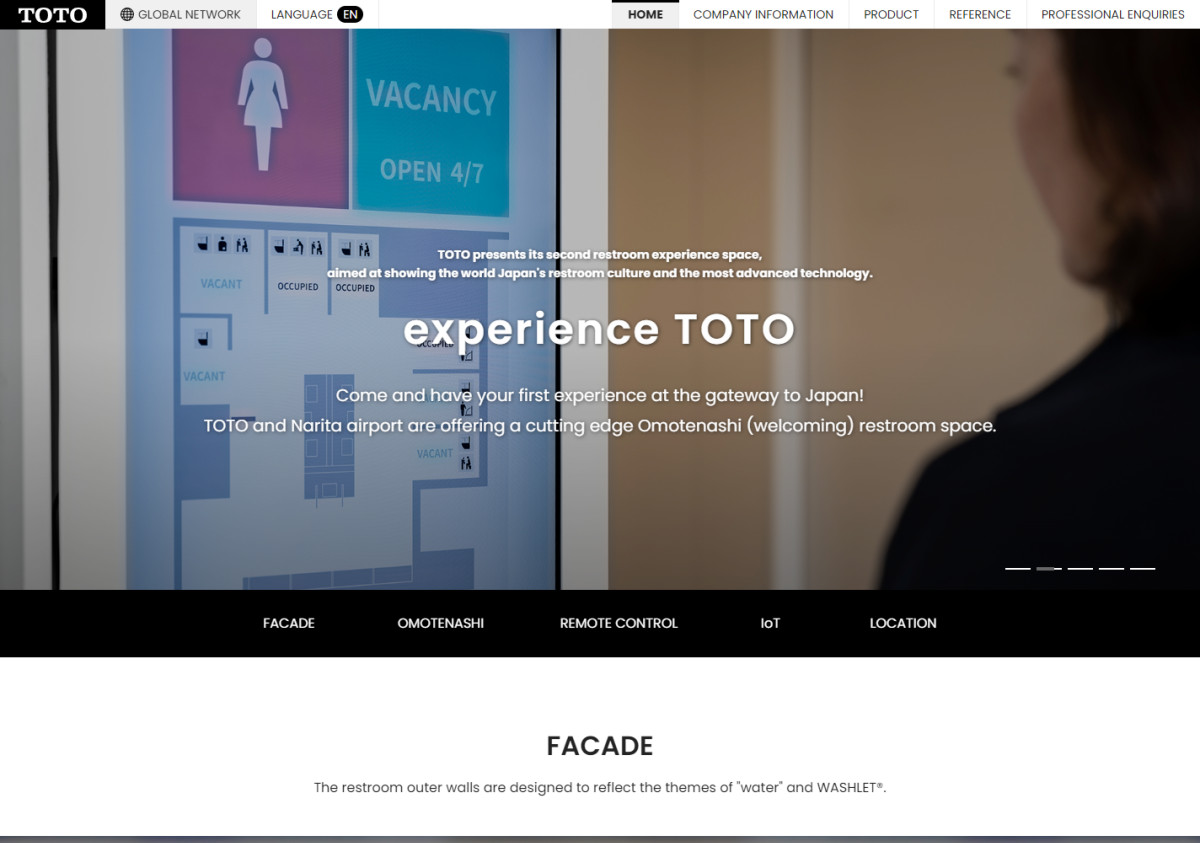 TOTO
GLOBAL NETWORK
LANGUAGE EN
HOME
COMPANY INFORMATION
PRODUCT
REFERENCE
PROFESSIONAL ENQUIRIES
VACANCY
OPEN 4/7
TOTO presents its second restroom experience space,
aimed at showing the world Japan's restroom culture and the most advanced technology.
VACANT
OCCUPIED
OCCUPIED
experience TOTO
OCCUPIED
VACANT
Come and have your first experience at the gateway to Japan!
TOTO and Narita airport are offering a cutting edge Omotenashi (welcoming) restroom space.
VACANT
FACADE
OMOTENASHI
REMOTE CONTROL
IoT
LOCATION
FACADE
The restroom outer walls are designed to reflect the themes of "water" and WASHLET®.